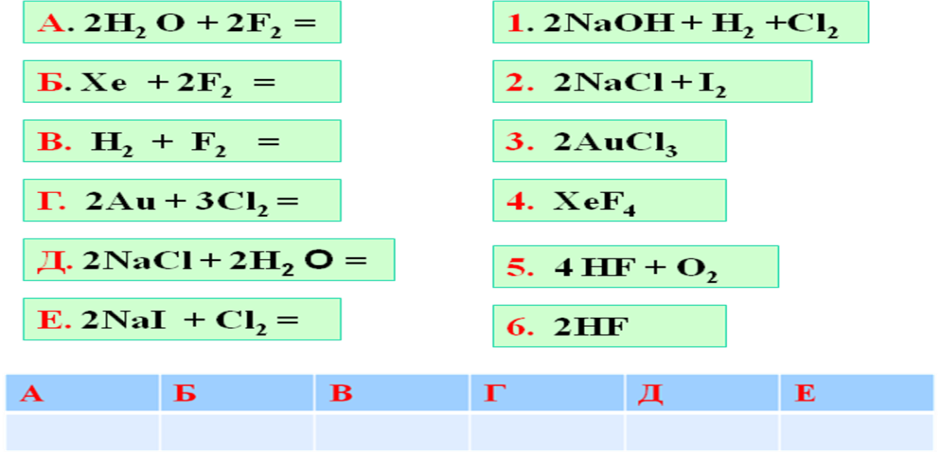 А. 2H₂ O + 2F₂ =
1. 2NaOH + H₂ +Cl₂
Б. Xe + 2F₂ =
2. 2NaCl + I₂
В. H₂ + F₂ =
3. 2AuCl₃
Г. 2Au + 3Cl₂ =
4. XeF₄
Д. 2NaCl + 2H₂ O =
5. 4 HF + O₂
Е. 2NaI + Cl₂ =
6. 2HF
А Б В Г Д Е